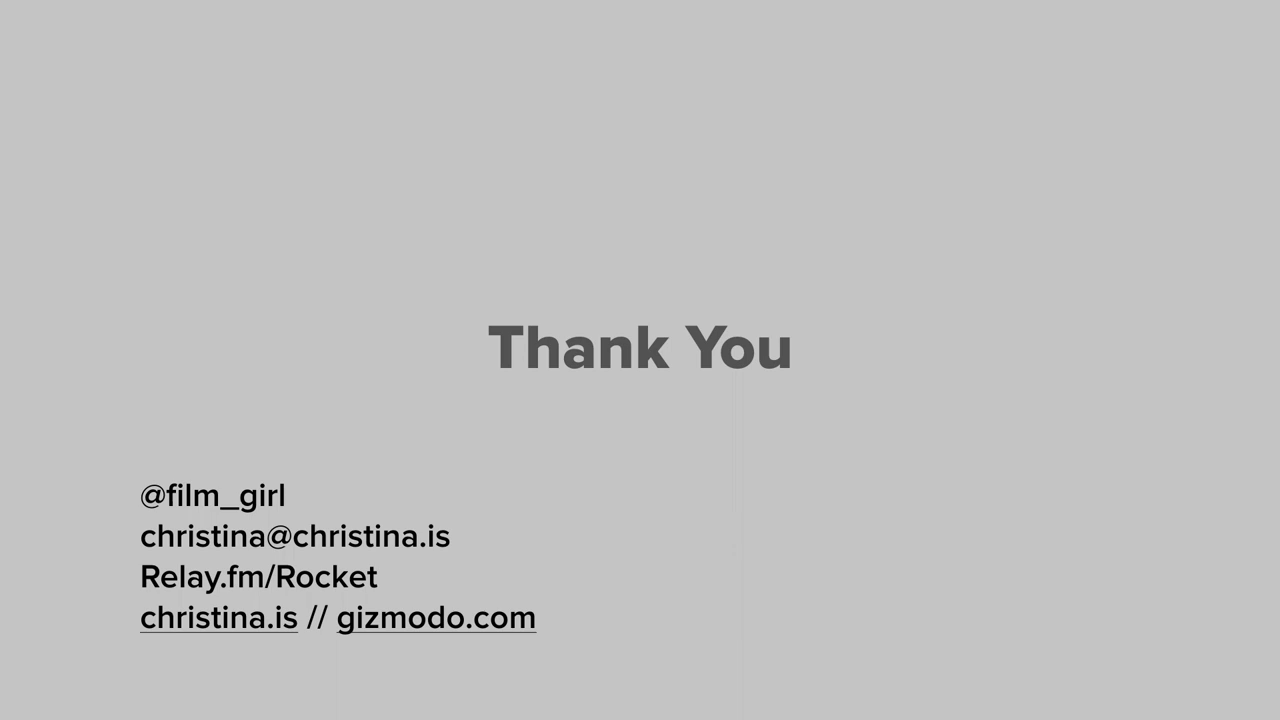 Thank You
@film_girl
christina@christina.is
Relay.fm/Rocket
christina.is // gizmodo.com